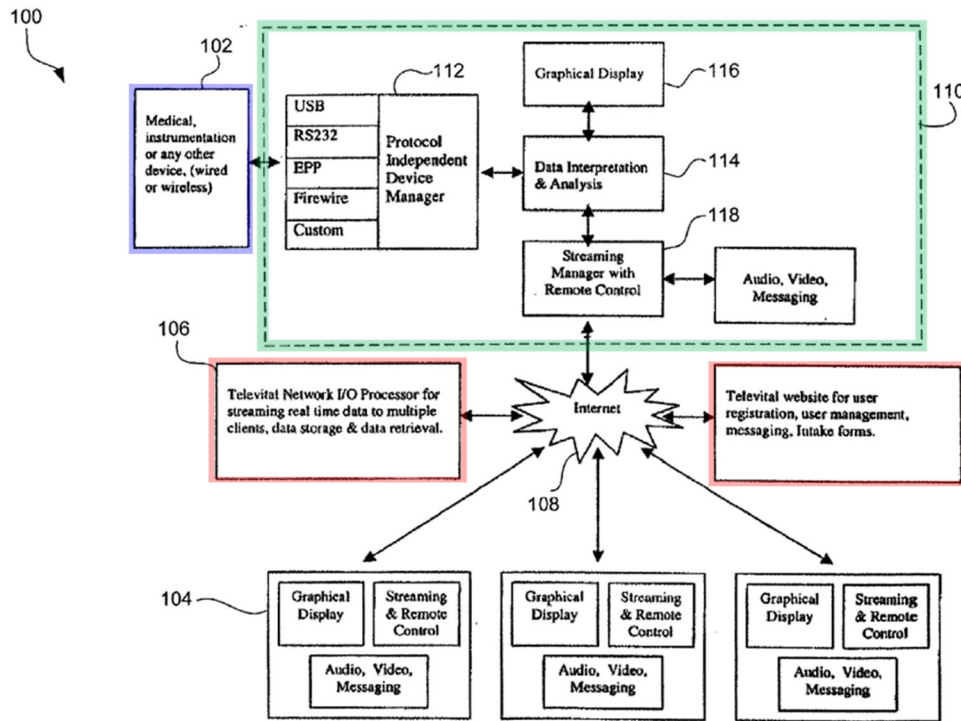 100
102
Medical,
instrumentation
or any other
device, (wired
or wireless)
112
USB
RS232
EPP
Firewire
Custom
Protocol
Independent
Device
Manager
Graphical Display
116
110
Data Interpretation
& Analysis
114
118
Streaming
Manager with
Remote Control
Audio, Video,
Messaging
106
Televital Network I/O Processor for
streaming real time data to multiple
clients, data storage & data retrieval.
Internet
108
Televital website for user
registration, user management,
messaging, Intake forms.
104
Graphical
Display
Streaming
& Remote
Control
Audio, Video,
Messaging
Graphical
Display
Streaming
& Remote
Control
Audio, Video,
Messaging
Graphical
Display
Streaming
& Remote
Control
Audio, Video,
Messaging